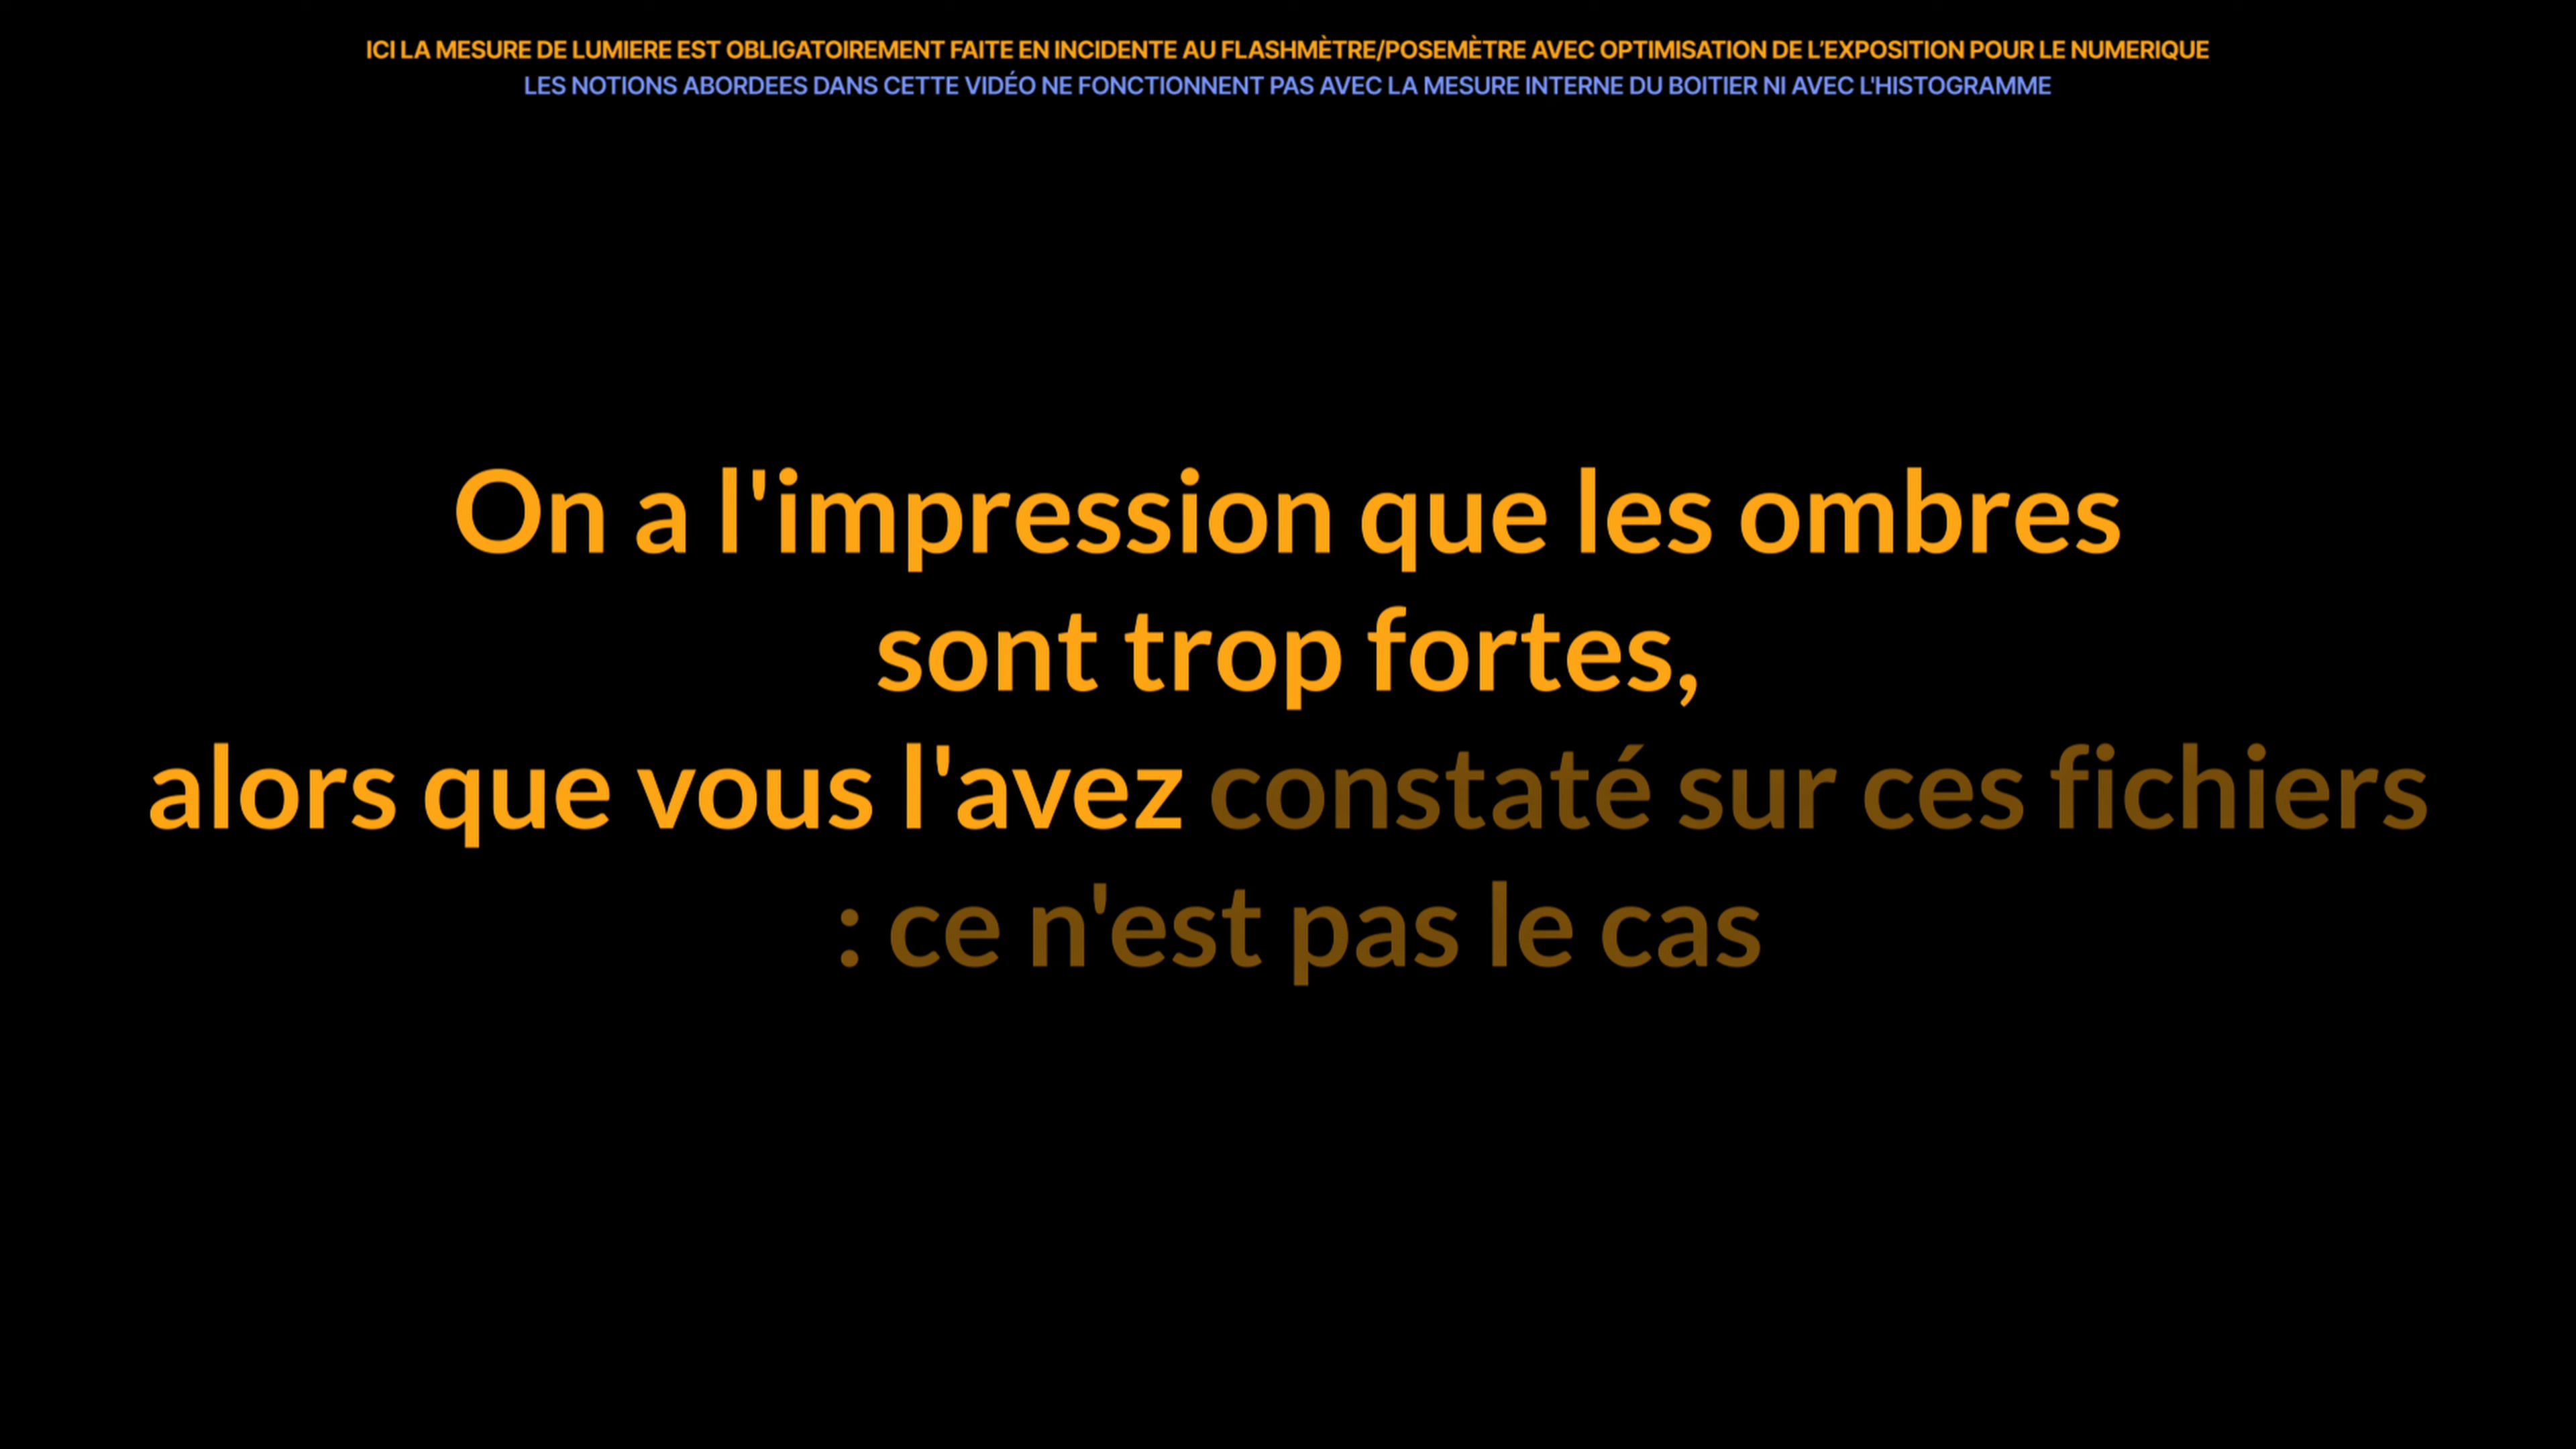 ICI LA MESURE DE LUMIERE EST OBLIGATOIREMENT FAITE EN INCIDENTE AU FLASHMÈTRE/POSEMÈTRE AVEC OPTIMISATION DE L’EXPOSITION POUR LE NUMERIQUE
LES NOTIONS ABORDEES DANS CETTE VIDÉO NE FONCTIONNENT PAS AVEC LA MESURE INTERNE DU BOITIER NI AVEC L'HISTOGRAMME
On a l'impression que les ombres
sont trop fortes,
alors que vous l'avez constaté sur ces fichiers
: ce n'est pas le cas